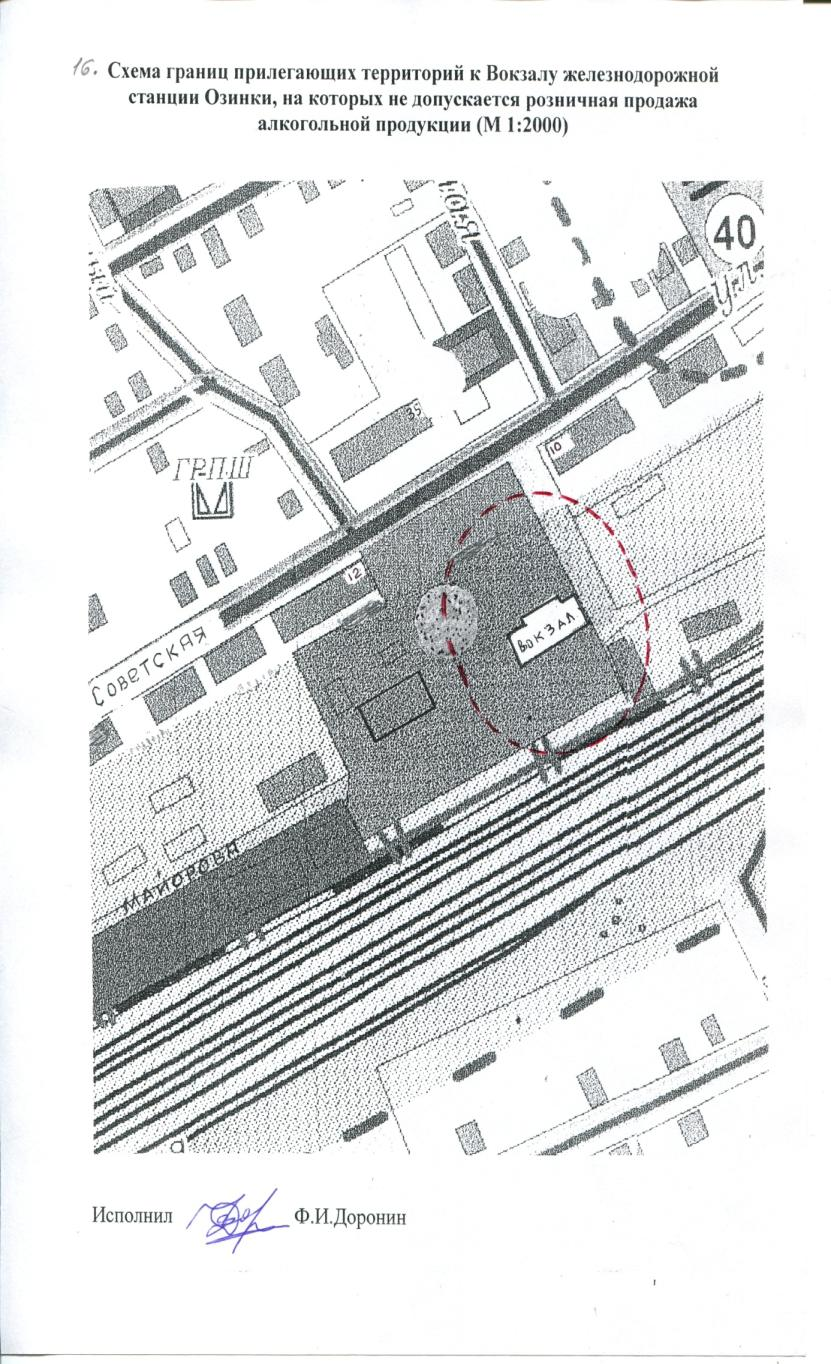 16. Схема границ прилегающих территорий к Вокзалу железнодорожной
станции Озинки, на которых не допускается розничная продажа
алкогольной продукции (М 1:2000)
40
ул.
35
10
ГРПШ
12
Советская
Вокзал
Майорова
Исполнил Ф.И.Доронин